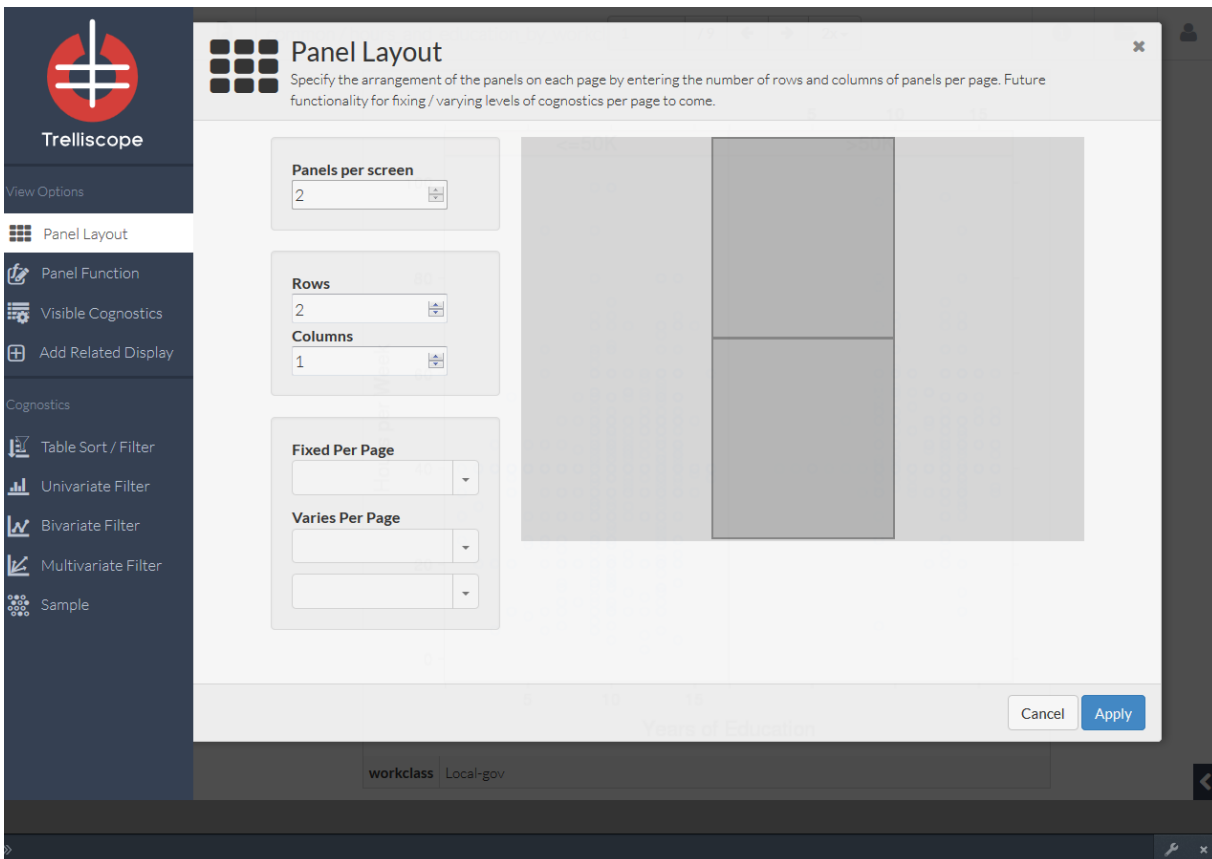 Trelliscope
View Options
Panel Layout
Panel Function
Visible Cognostics
Add Related Display
Cognostics
Table Sort / Filter
Univariate Filter
Bivariate Filter
Multivariate Filter
Sample
Panel Layout
Specify the arrangement of the panels on each page by entering the number of rows and columns of panels per page. Future
functionality for fixing / varying levels of cognostics per page to come.
Panels per screen
2
Rows
2
Columns
1
Fixed Per Page
Varies Per Page
Cancel
Apply
Years of Education
workclass Local-gov